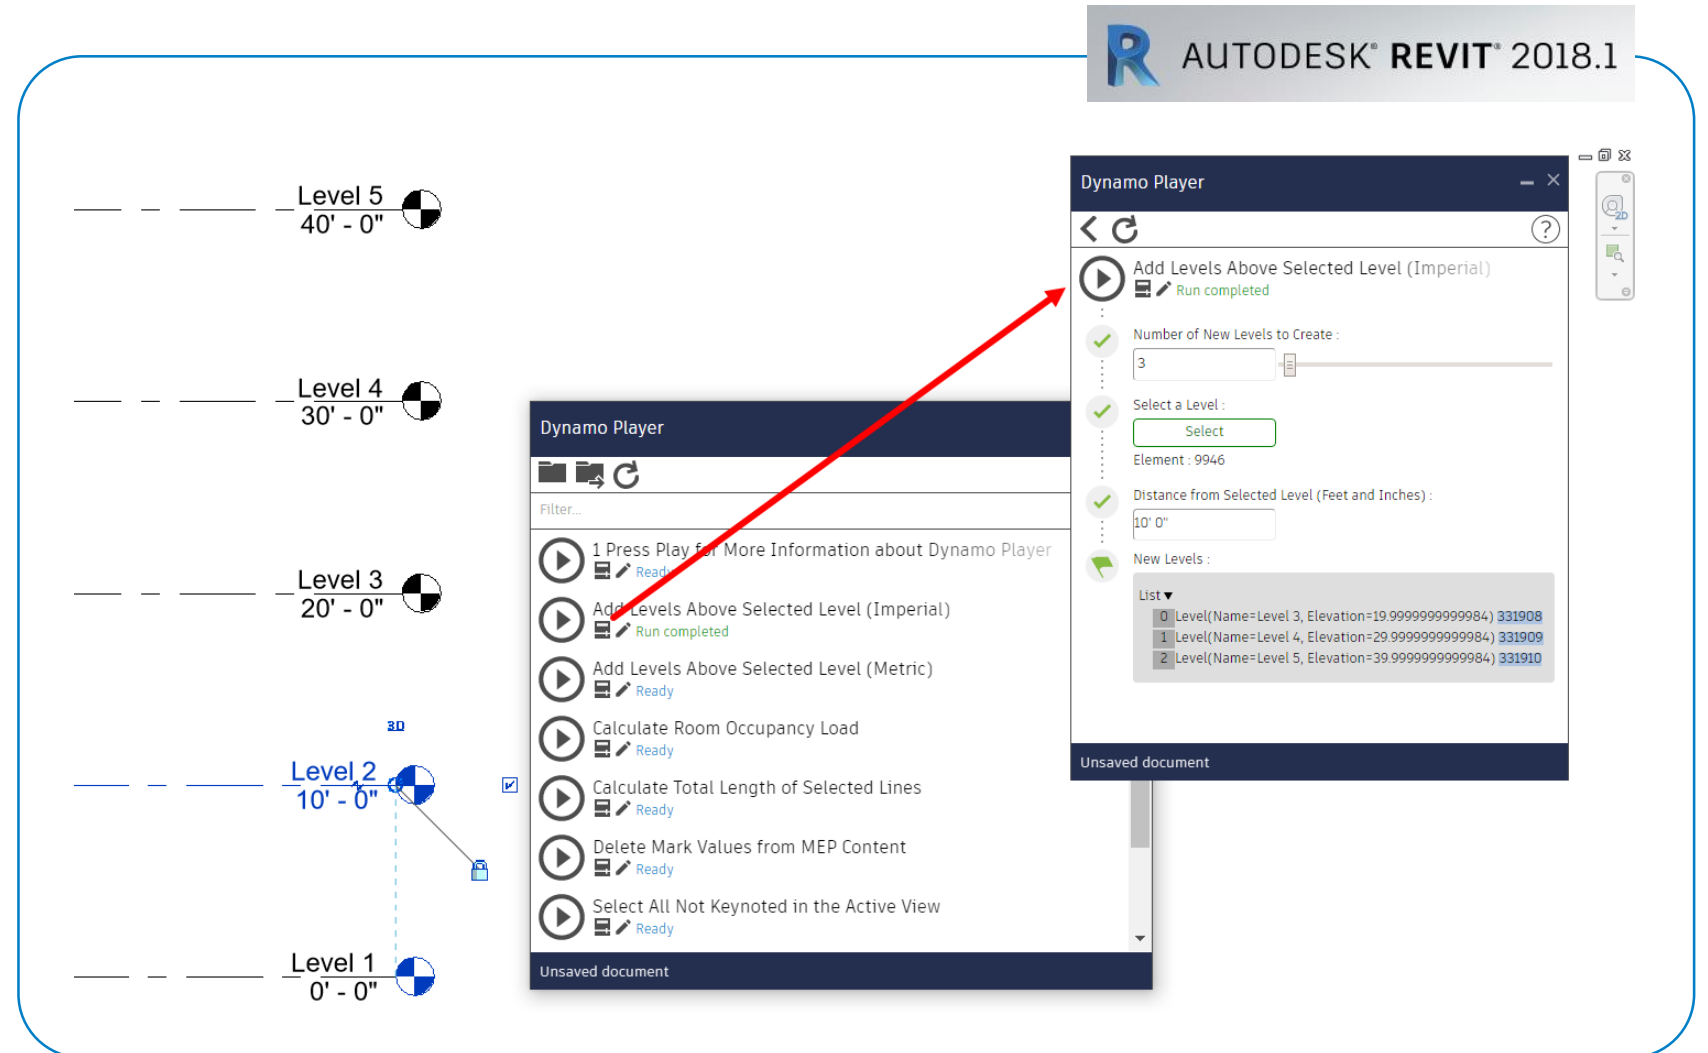 AUTODESK® REVIT® 2018.1
Level 5
40' - 0"
Level 4
30' - 0"
Level 3
20' - 0"
3D
Level 2
10' - 0"
Level 1
0' - 0"
Dynamo Player
Filter...
1 Press Play for More Information about Dynamo Player
Ready
Add Levels Above Selected Level (Imperial)
Run completed
Add Levels Above Selected Level (Metric)
Ready
Calculate Room Occupancy Load
Ready
Calculate Total Length of Selected Lines
Ready
Delete Mark Values from MEP Content
Ready
Select All Not Keynoted in the Active View
Ready
Unsaved document
Dynamo Player
?
Add Levels Above Selected Level (Imperial)
Run completed
Number of New Levels to Create :
3
Select a Level :
Select
Element : 9946
Distance from Selected Level (Feet and Inches) :
10' 0"
New Levels :
List ▼
0 Level(Name=Level 3, Elevation=19.9999999999984) 331908
1 Level(Name=Level 4, Elevation=29.9999999999984) 331909
2 Level(Name=Level 5, Elevation=39.9999999999984) 331910
Unsaved document
2D